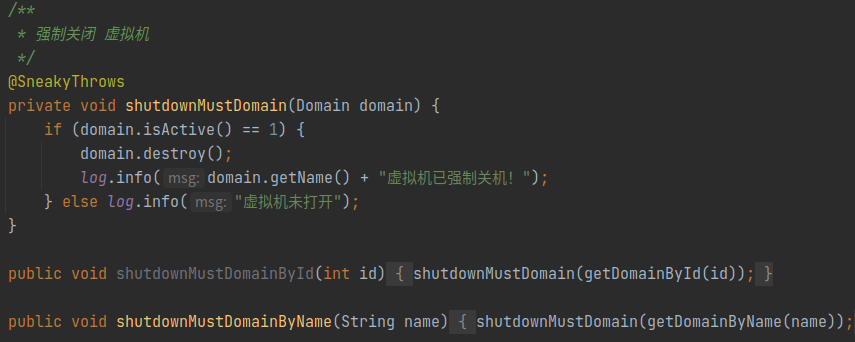 /**
 * 强制关闭 虚拟机
 */
@SneakyThrows
private void shutdownMustDomain(Domain domain) {
    if (domain.isActive() == 1) {
        domain.destroy();
        log.info( msg: domain.getName() + "虚拟机已强制关机！");
    } else log.info( msg: "虚拟机未打开");
}
public void shutdownMustDomainById(int id) { shutdownMustDomain(getDomainById(id)); }
public void shutdownMustDomainByName(String name) { shutdownMustDomain(getDomainByName(name));